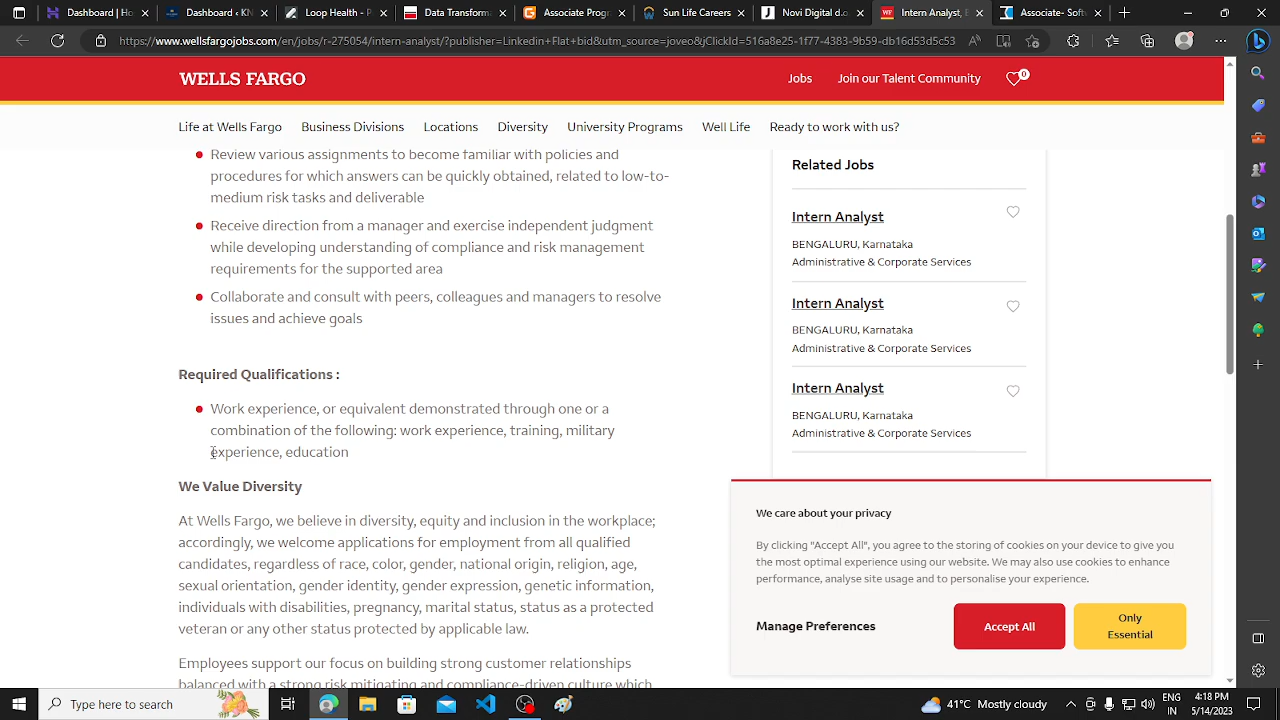 Associate | H
Dashboard | KN
Loop Health - P
Data Transform
Associate Progr
Sun Life Careers
Novi Digital and
Intern Analyst, B
Associate - Soft
https://www.wellsfargojobs.com/en/jobs/r-275054/intern-analyst/?publisher=Linkedin+Flat+bid&utm_source=joveo&jClickId=516a8e25-1f77-4383-9b59-db16d53d5c53
WELLS FARGO
Jobs
Join our Talent Community
0
Life at Wells Fargo
Business Divisions
Locations
Diversity
University Programs
Well Life
Ready to work with us?
Review various assignments to become familiar with policies and
procedures for which answers can be quickly obtained, related to low-to-
medium risk tasks and deliverable
Receive direction from a manager and exercise independent judgment
while developing understanding of compliance and risk management
requirements for the supported area
Collaborate and consult with peers, colleagues and managers to resolve
issues and achieve goals
Required Qualifications :
Work experience, or equivalent demonstrated through one or a
combination of the following: work experience, training, military
experience, education
We Value Diversity
At Wells Fargo, we believe in diversity, equity and inclusion in the workplace;
accordingly, we welcome applications for employment from all qualified
candidates, regardless of race, color, gender, national origin, religion, age,
sexual orientation, gender identity, gender expression, genetic information,
individuals with disabilities, pregnancy, marital status, status as a protected
veteran or any other status protected by applicable law.
Employees support our focus on building strong customer relationships
balanced with a strong risk mitigating and compliance-driven culture which
Related Jobs
Intern Analyst
BENGALURU, Karnataka
Administrative & Corporate Services
Intern Analyst
BENGALURU, Karnataka
Administrative & Corporate Services
Intern Analyst
BENGALURU, Karnataka
Administrative & Corporate Services
We care about your privacy
By clicking "Accept All", you agree to the storing of cookies on your device to give you
the most optimal experience using our website. We may also use cookies to enhance
performance, analyse site usage and to personalise your experience.
Manage Preferences
Accept All
Only
Essential
Type here to search
41°C Mostly cloudy
ENG
IN
4:18 PM
5/14/2023